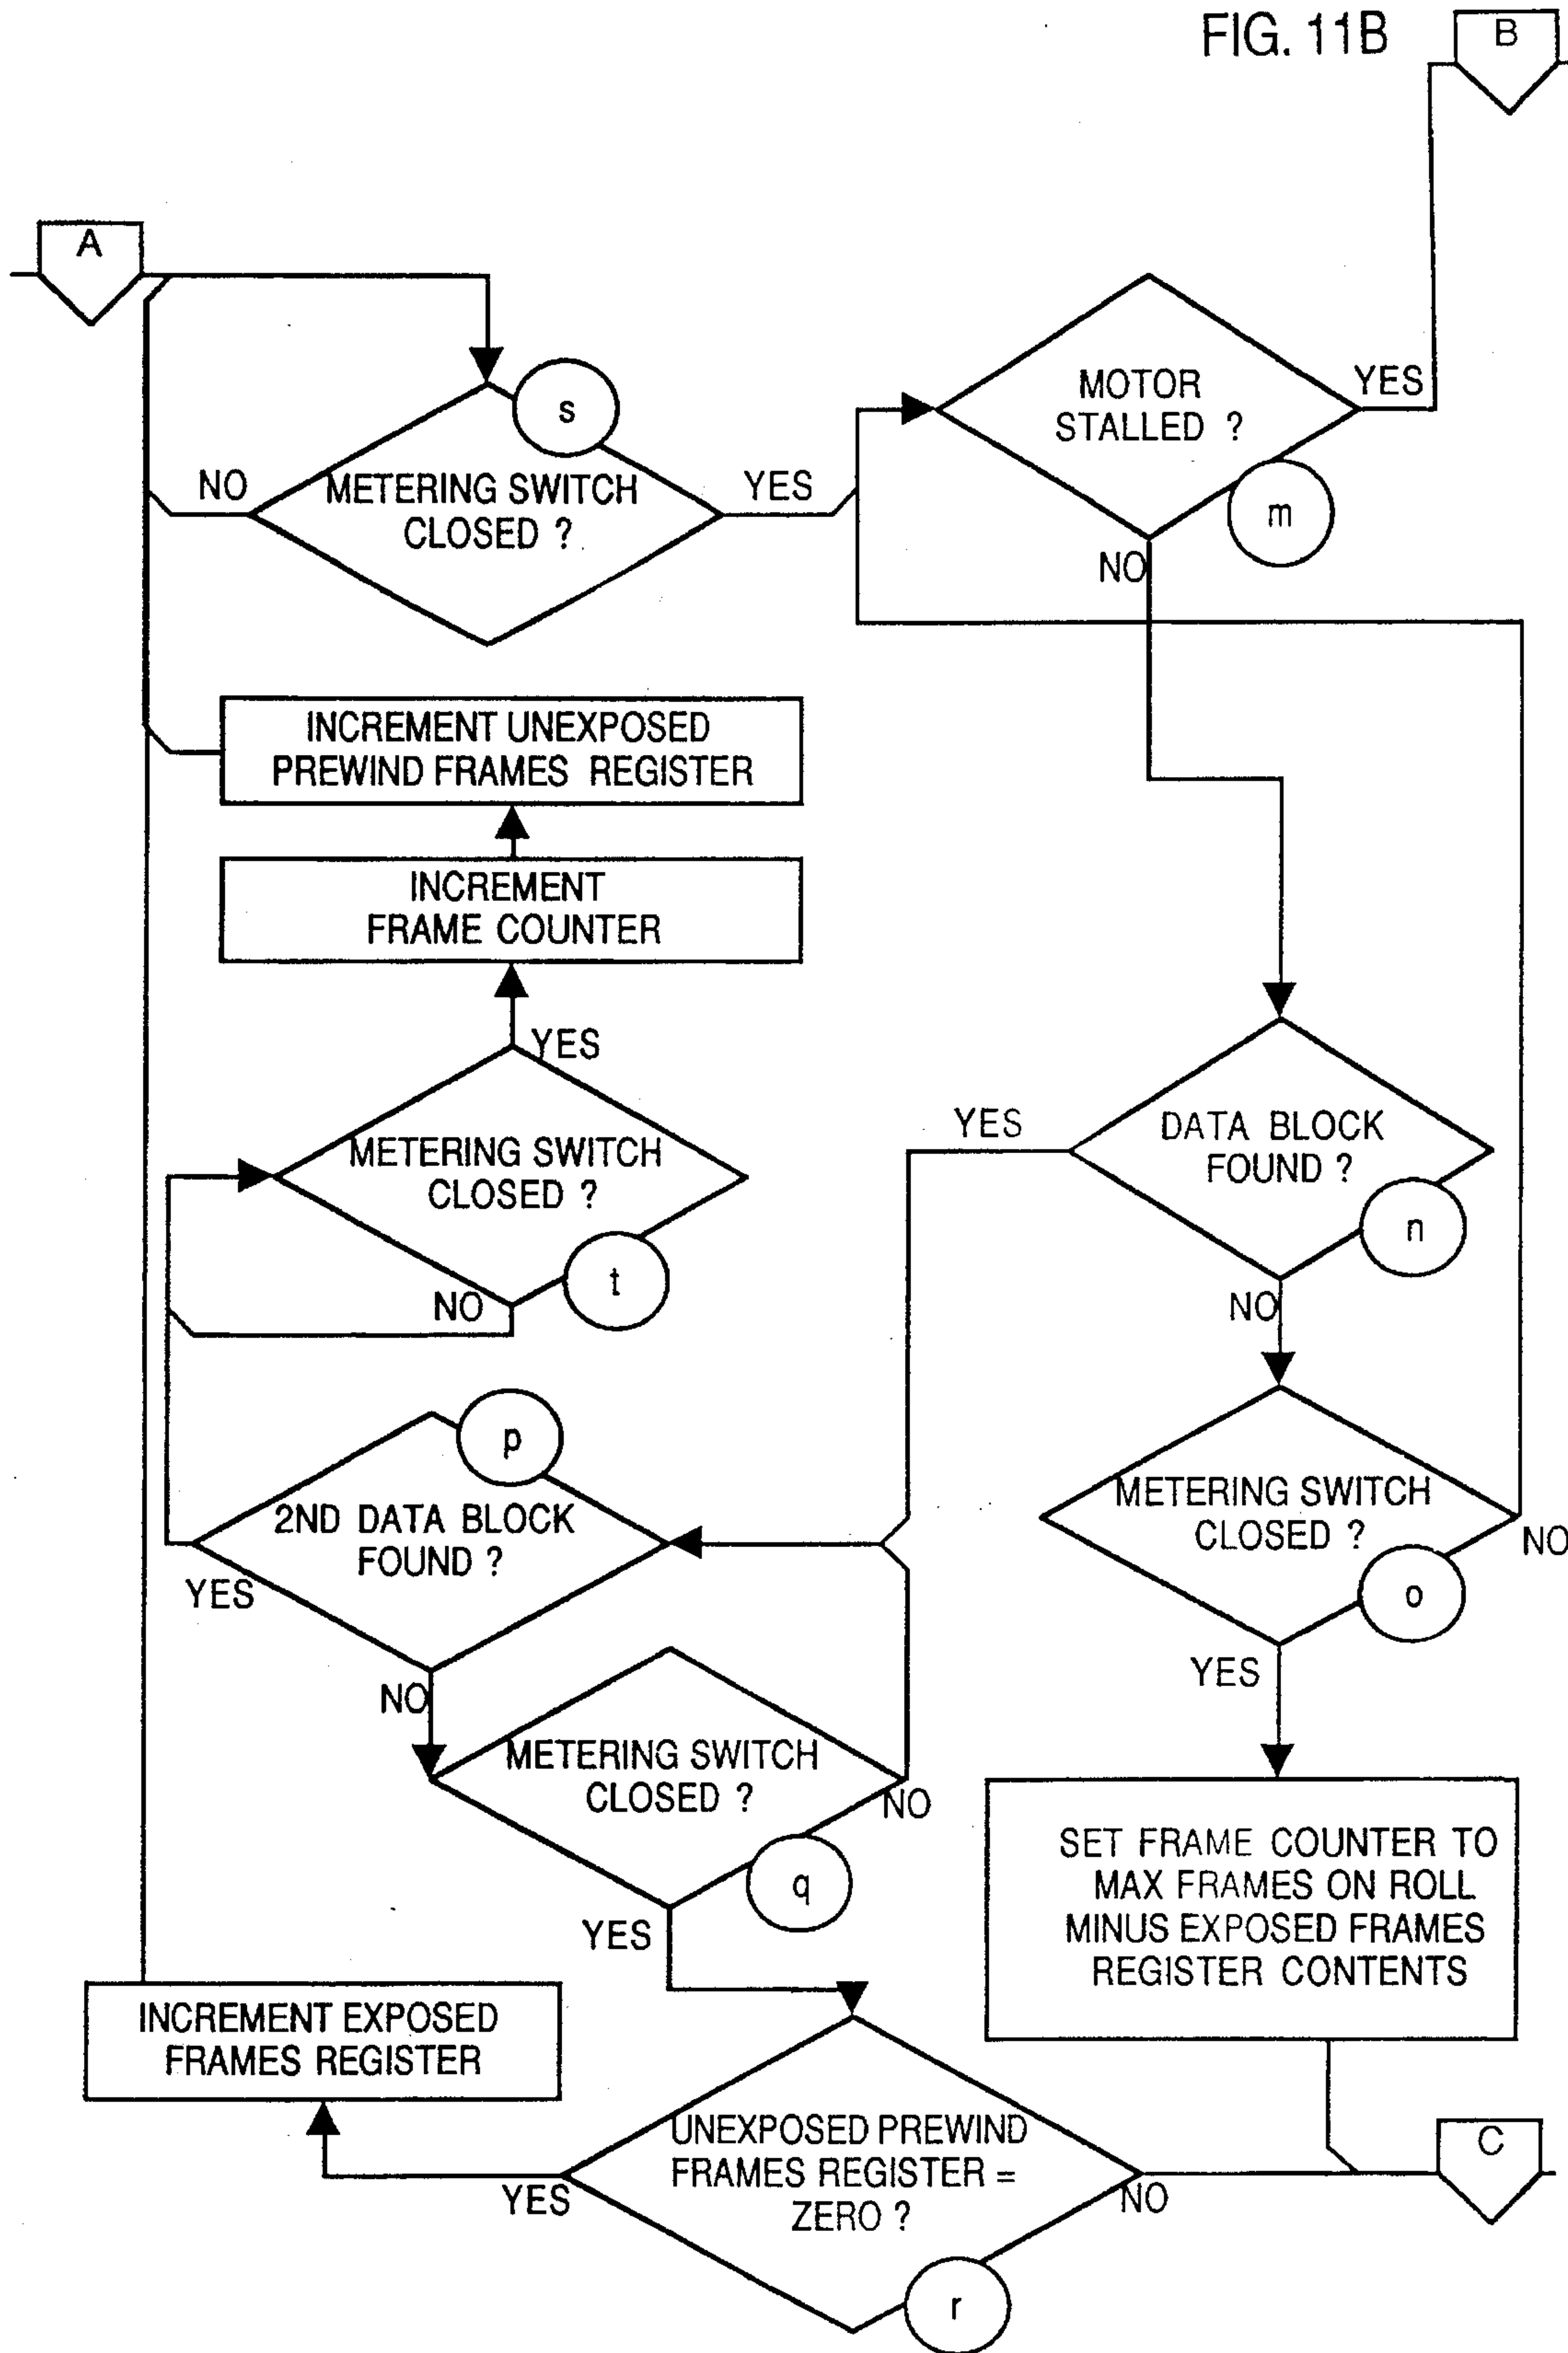 FIG. 11B
B
A
s
METERING SWITCH
CLOSED ?
NO
YES
MOTOR
STALLED ?
YES
m
NO
INCREMENT UNEXPOSED
PREWIND FRAMES REGISTER
INCREMENT
FRAME COUNTER
YES
METERING SWITCH
CLOSED ?
t
NO
YES
DATA BLOCK
FOUND ?
n
NO
p
2ND DATA BLOCK
FOUND ?
YES
NO
METERING SWITCH
CLOSED ?
NO
o
YES
METERING SWITCH
CLOSED ?
NO
q
YES
SET FRAME COUNTER TO
MAX FRAMES ON ROLL
MINUS EXPOSED FRAMES
REGISTER CONTENTS
INCREMENT EXPOSED
FRAMES REGISTER
UNEXPOSED PREWIND
FRAMES REGISTER =
ZERO ?
YES
NO
r
C